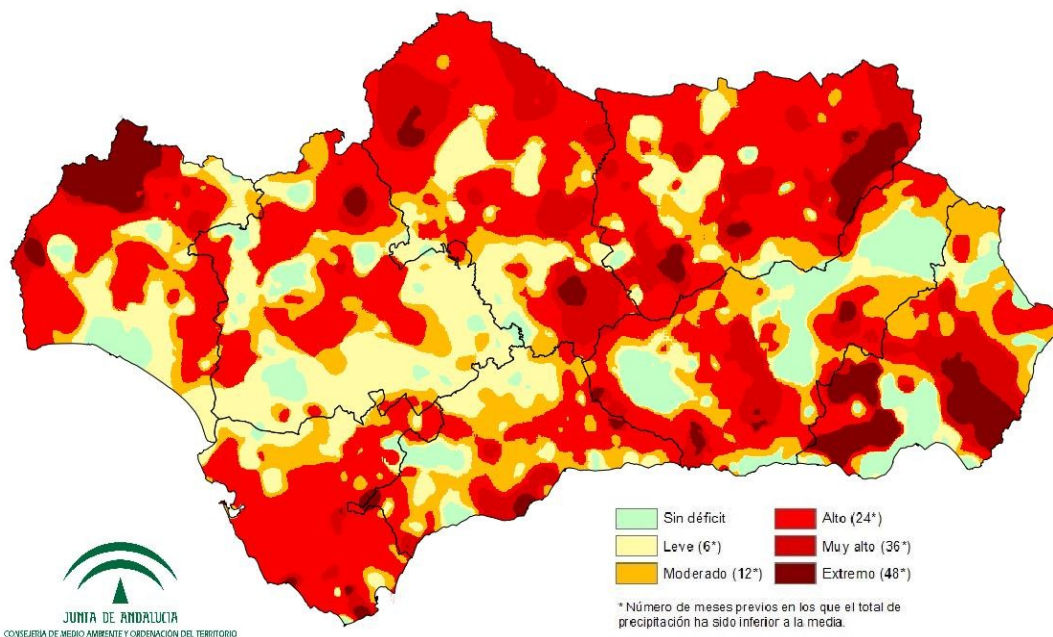 Sin déficit
Leve (6*)
Moderado (12*)
Alto (24*)
Muy alto (36*)
Extremo (48*)
* Número de meses previos en los que el total de
precipitación ha sido inferior a la media.
JUNTA DE ANDALUCIA
CONSEJERÍA DE MEDIO AMBIENTE Y ORDENACIÓN DEL TERRITORIO